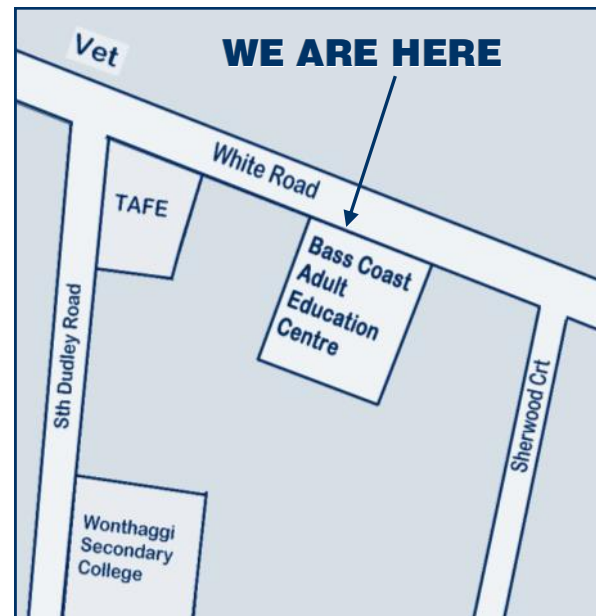 Vet
WE ARE HERE
White Road
TAFE
Bass Coast
Adult
Education
Centre
Sth Dudley Road
Sherwood Crt
Wonthaggi
Secondary
College